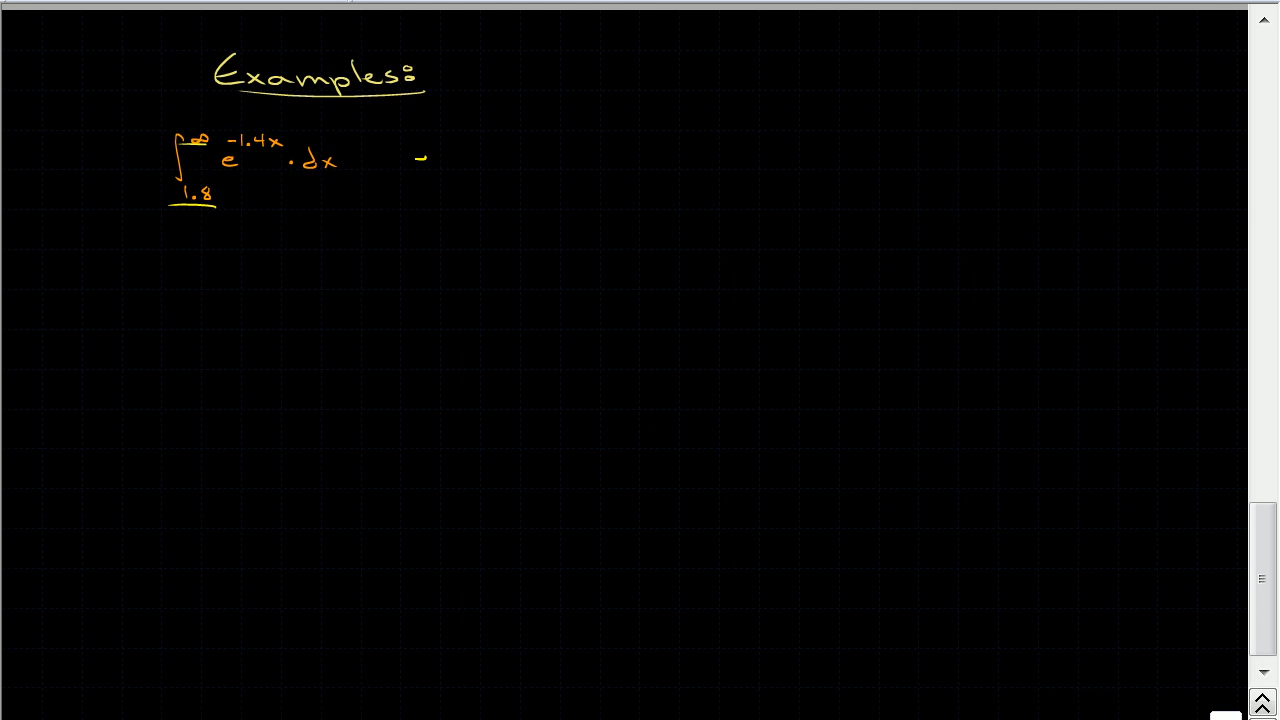 Examples:
∫_{1.8}^{∞} e^{-1.4x} · dx -